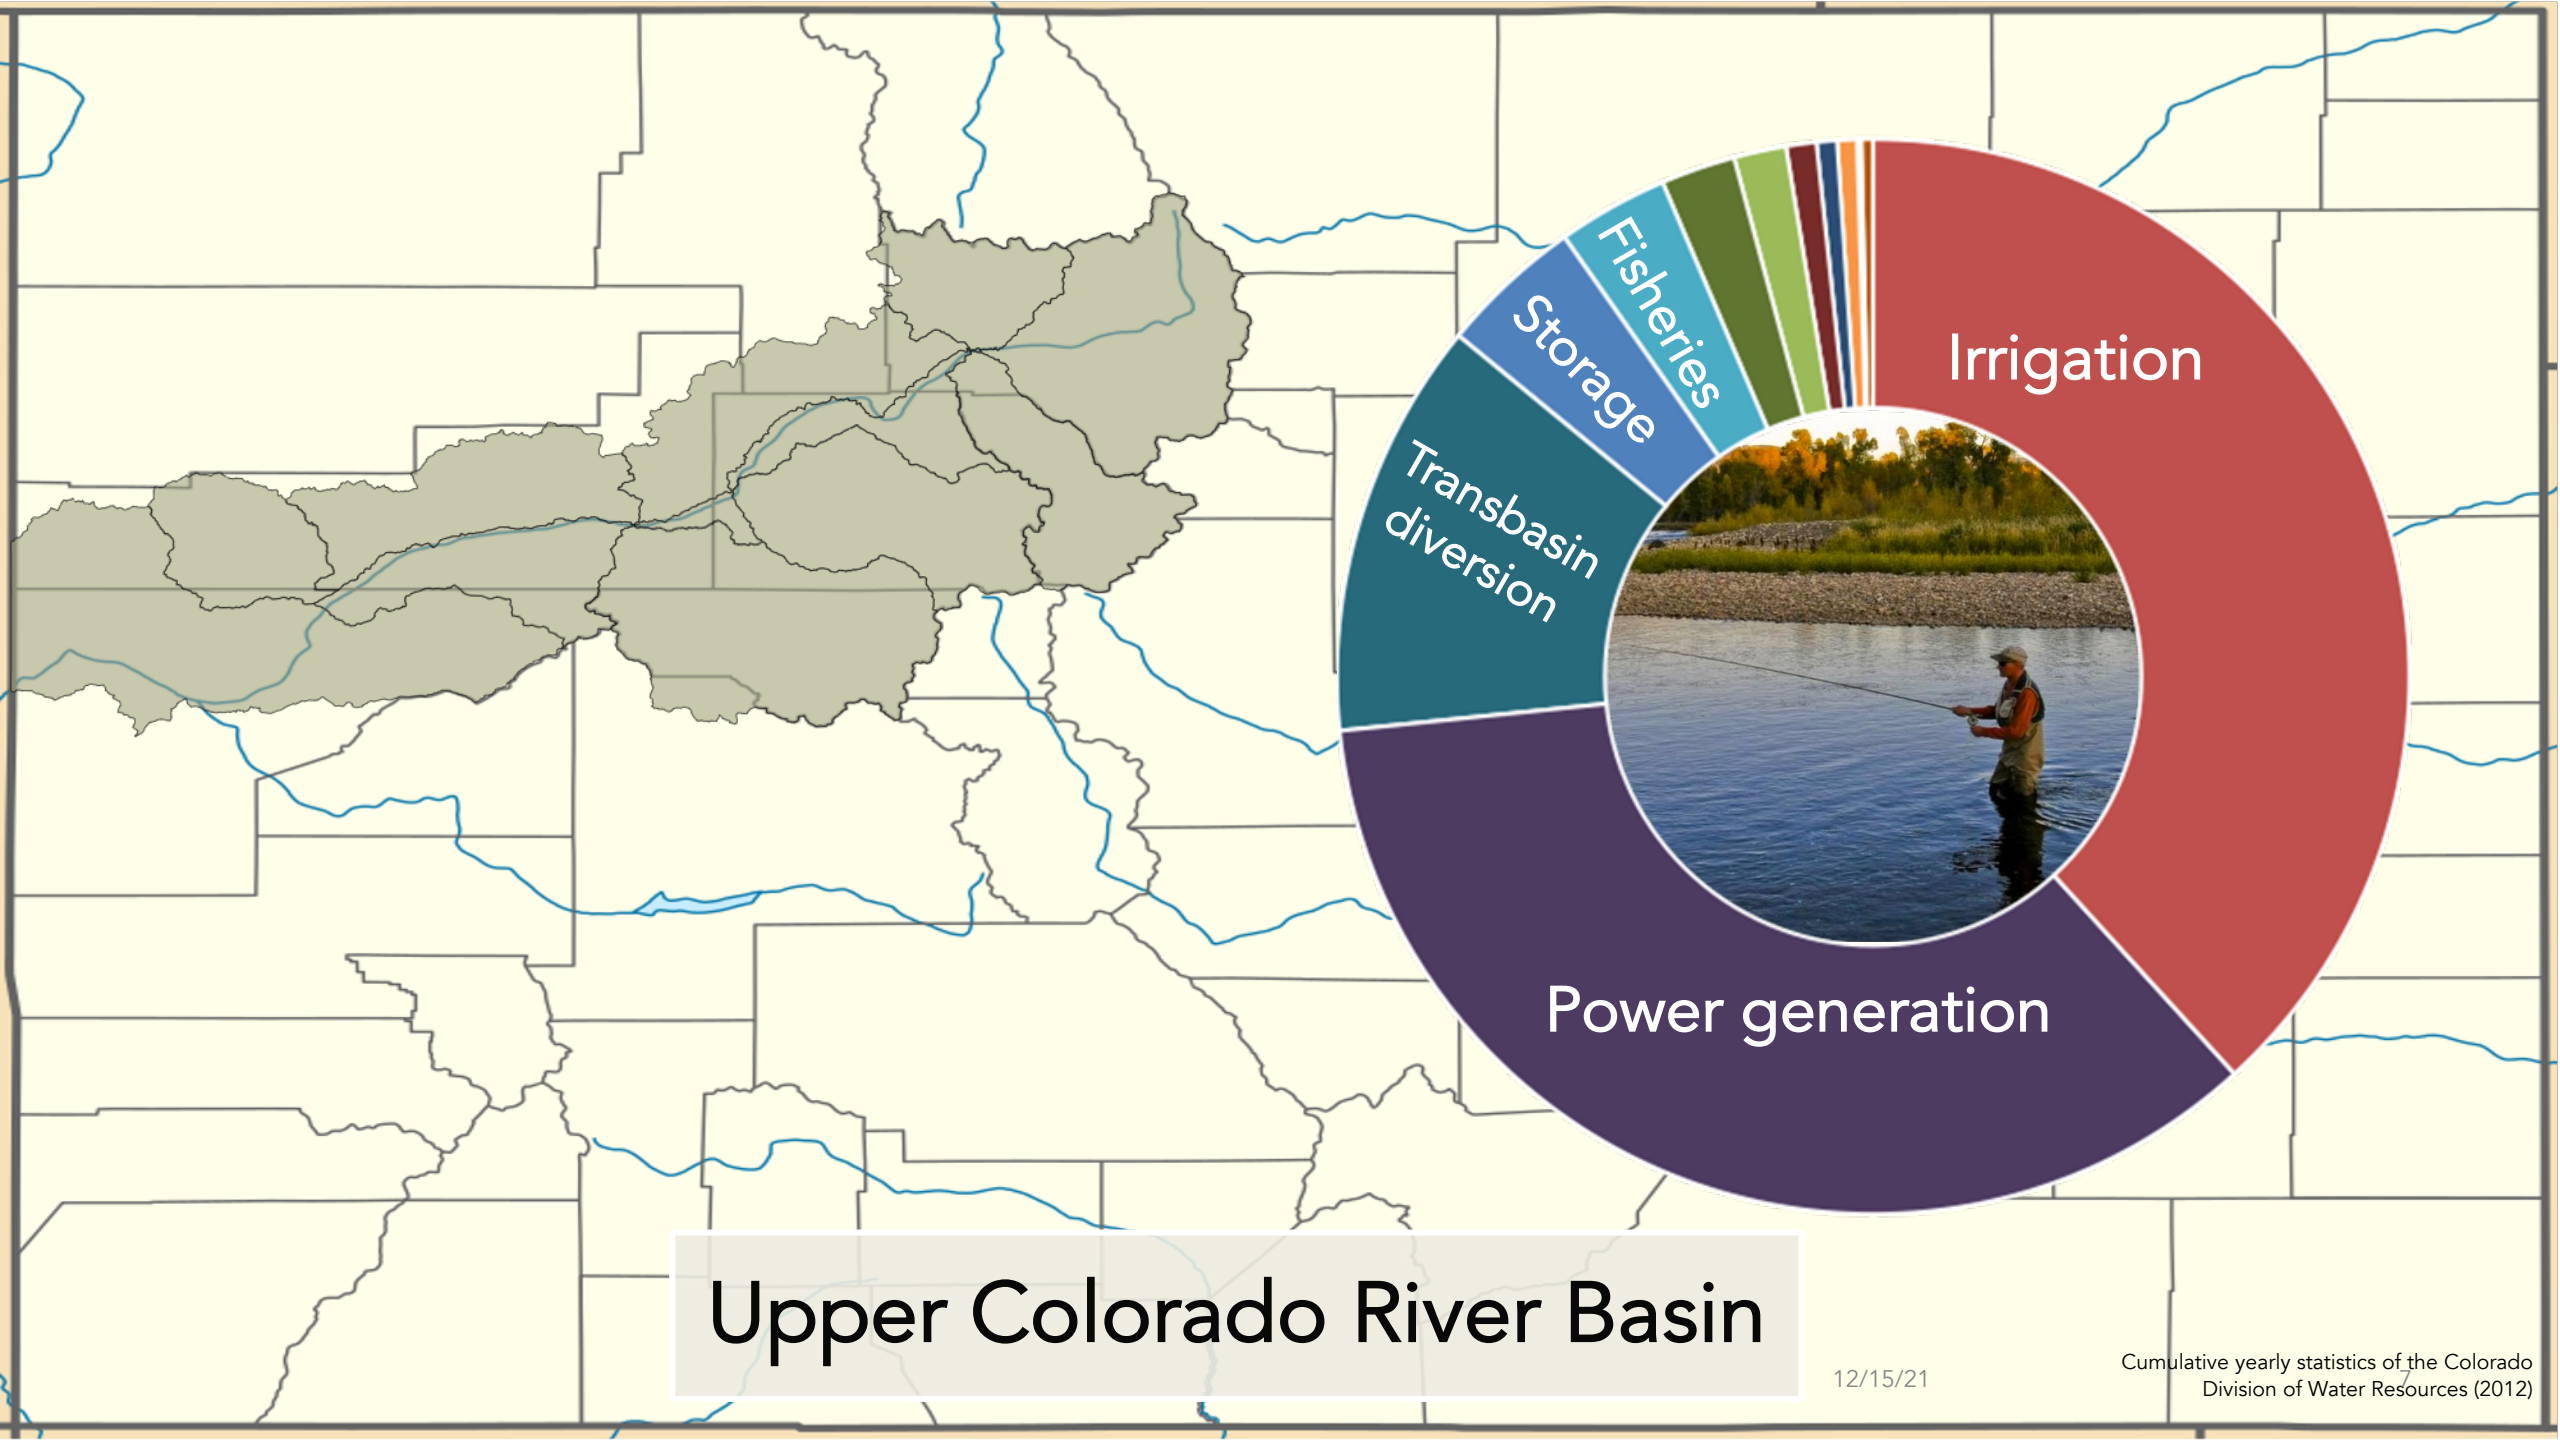 Irrigation
Fisheries
Storage
Transbasin
diversion
Power generation
Upper Colorado River Basin
12/15/21
7
Cumulative yearly statistics of the Colorado
Division of Water Resources (2012)